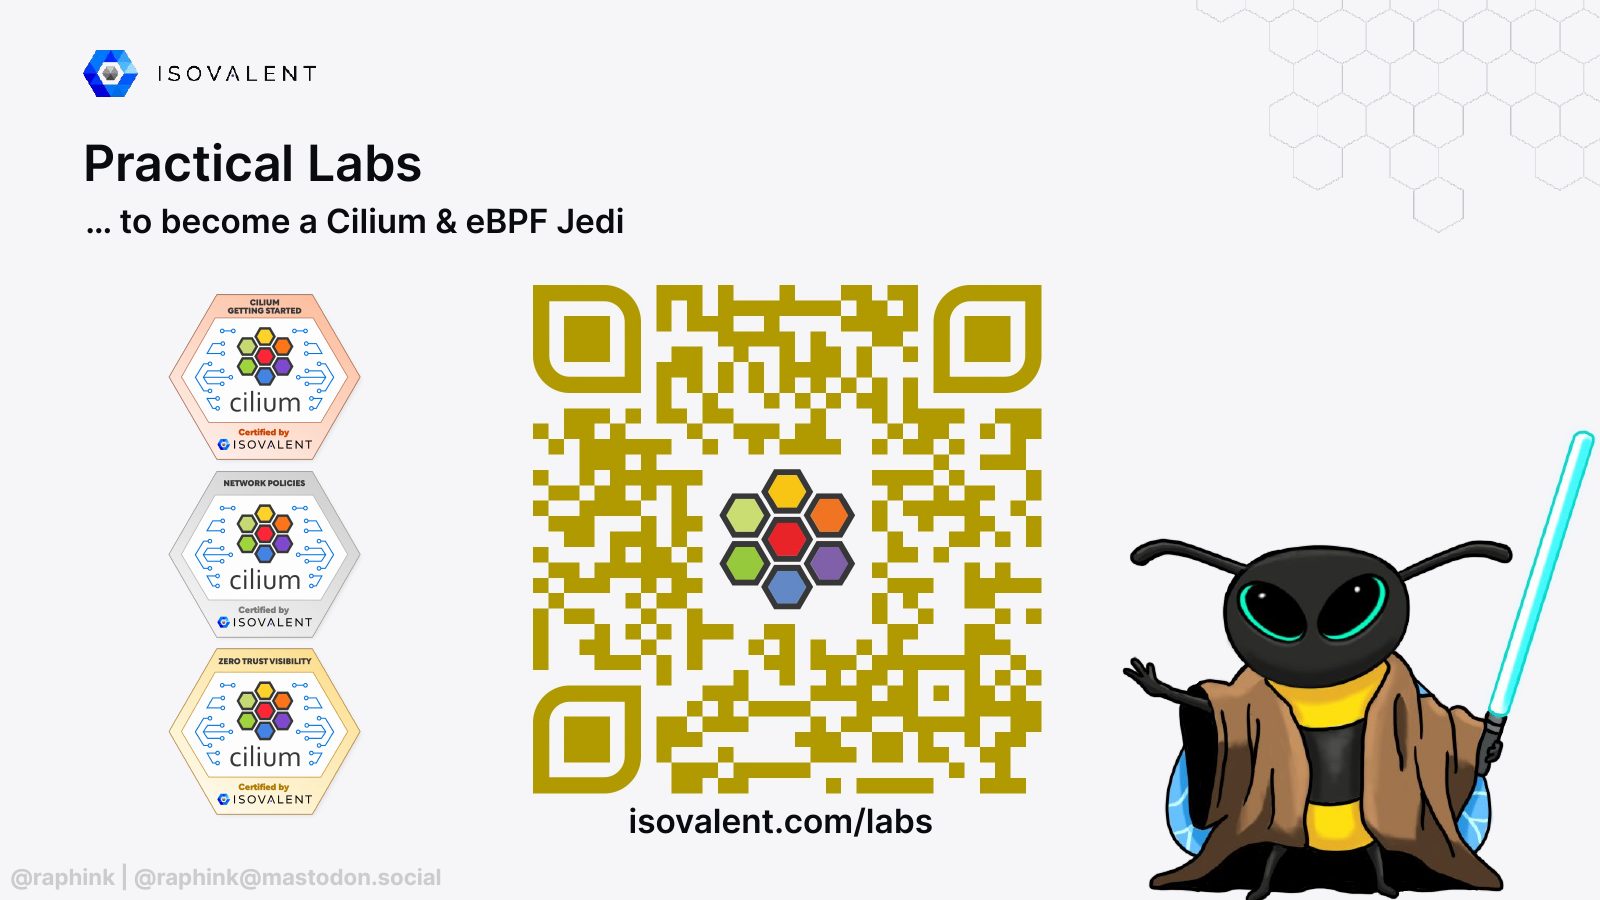 ISOVALENT
Practical Labs
... to become a Cilium & eBPF Jedi
CILIUM
GETTING STARTED
cilium
Certified by
ISOVALENT
NETWORK POLICIES
cilium
Certified by
ISOVALENT
ZERO TRUST VISIBILITY
cilium
Certified by
ISOVALENT
isovalent.com/labs
@raphink | @raphink@mastodon.social